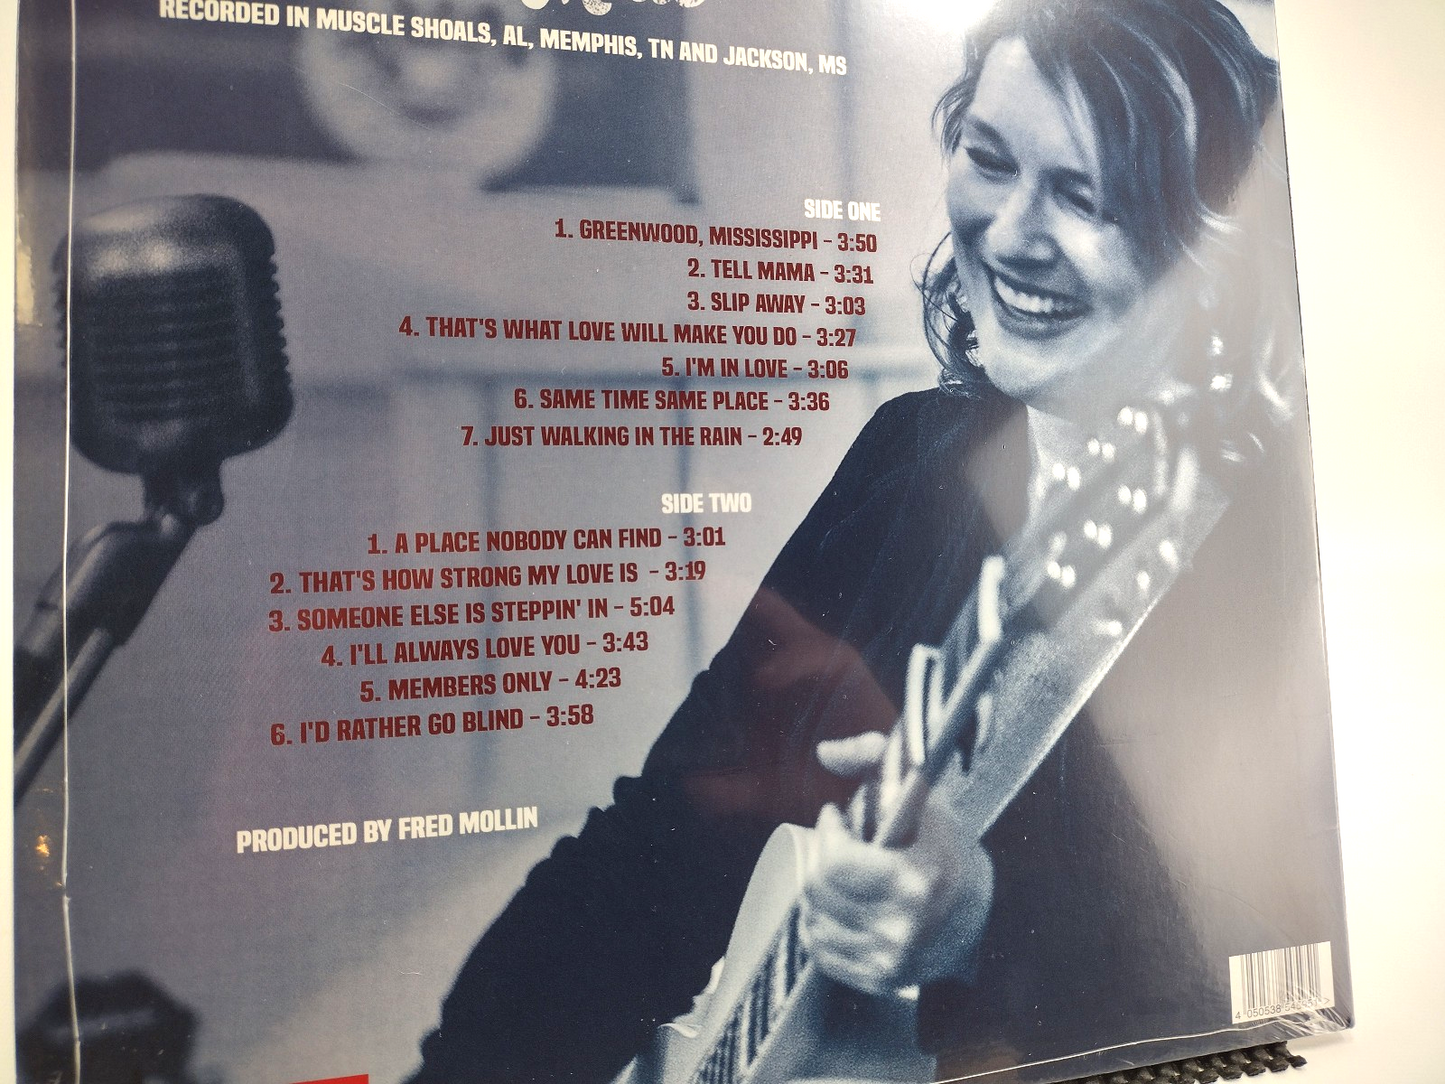 RECORDED IN MUSCLE SHOALS, AL, MEMPHIS, TN AND JACKSON, MS
SIDE ONE
1. GREENWOOD, MISSISSIPPI - 3:50
2. TELL MAMA - 3:31
3. SLIP AWAY - 3:03
4. THAT'S WHAT LOVE WILL MAKE YOU DO - 3:27
5. I'M IN LOVE - 3:06
6. SAME TIME SAME PLACE - 3:36
7. JUST WALKING IN THE RAIN - 2:49
SIDE TWO
1. A PLACE NOBODY CAN FIND - 3:01
2. THAT'S HOW STRONG MY LOVE IS - 3:19
3. SOMEONE ELSE IS STEPPIN' IN - 5:04
4. I'LL ALWAYS LOVE YOU - 3:43
5. MEMBERS ONLY - 4:23
6. I'D RATHER GO BLIND - 3:58
PRODUCED BY FRED MOLLIN
4 050538